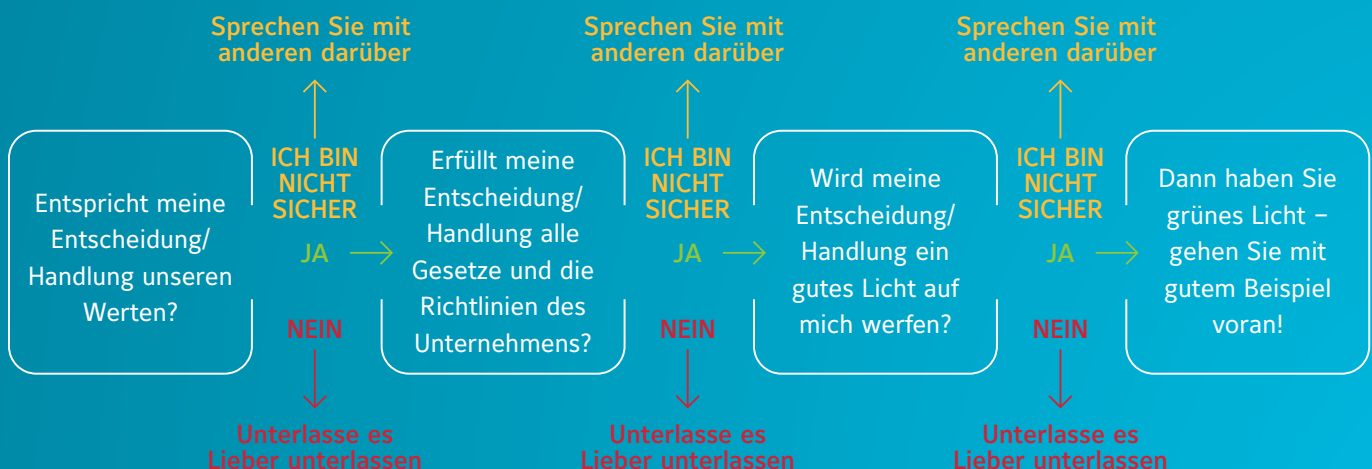 Sprechen Sie mit
anderen darüber
Sprechen Sie mit
anderen darüber
Sprechen Sie mit
anderen darüber
Entspricht meine
Entscheidung/
Handlung unseren
Werten?
ICH BIN
NICHT
SICHER
JA
NEIN
Erfüllt meine
Entscheidung/
Handlung alle
Gesetze und die
Richtlinien des
Unternehmens?
ICH BIN
NICHT
SICHER
JA
NEIN
Wird meine
Entscheidung/
Handlung ein
gutes Licht auf
mich werfen?
ICH BIN
NICHT
SICHER
JA
NEIN
Dann haben Sie
grünes Licht –
gehen Sie mit
gutem Beispiel
voran!
Unterlasse es
Lieber unterlassen
Unterlasse es
Lieber unterlassen
Unterlasse es
Lieber unterlassen